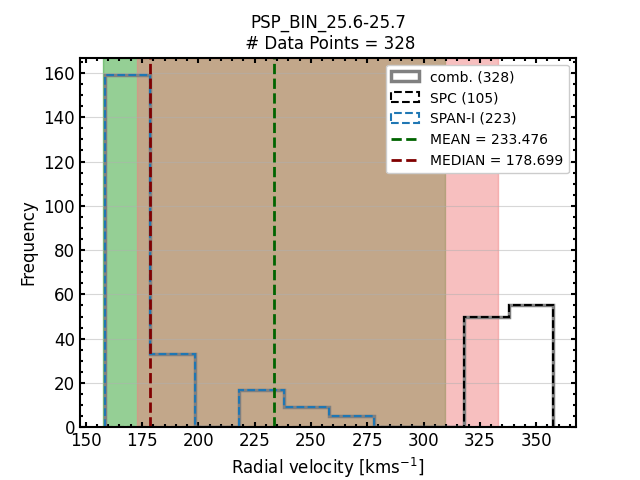 PSP_BIN_25.6-25.7
# Data Points = 328
160
140
120
100
80
60
40
20
0
Frequency
comb. (328)
SPC (105)
SPAN-I (223)
MEAN = 233.476
MEDIAN = 178.699
150 175 200 225 250 275 300 325 350
Radial velocity [kms⁻¹]